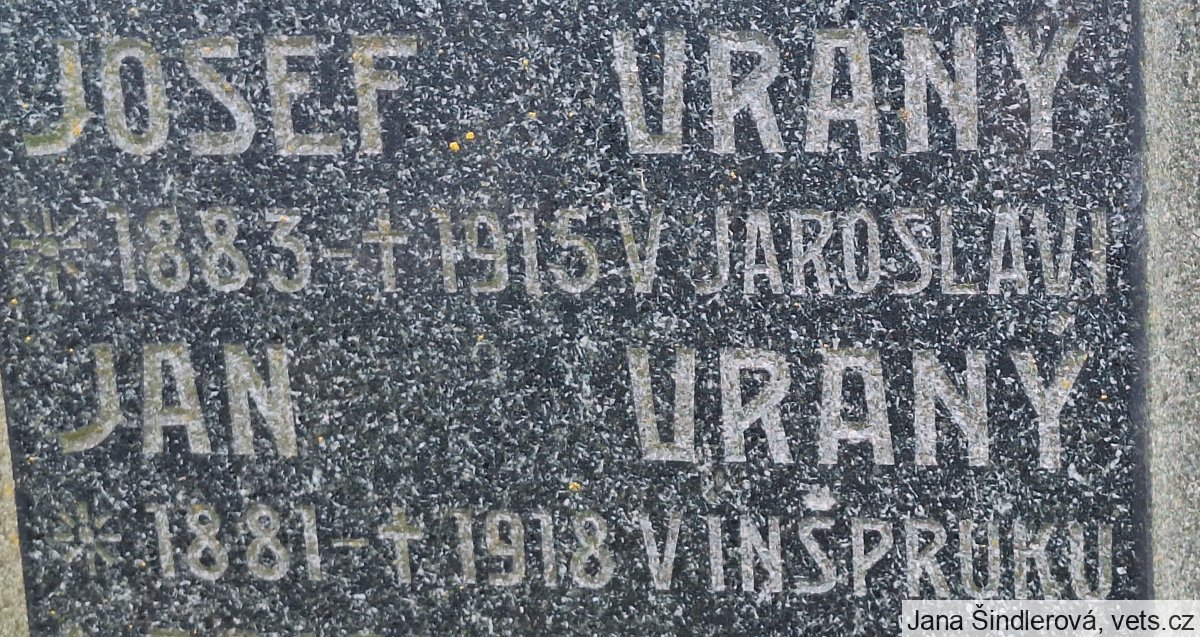 JOSEF VRANÝ
* 1883 - † 1915 V JAROSLAVI
JAN VRANÝ
* 1881 - † 1918 V INŠPRUKU
Jana Šindlerová, vets.cz